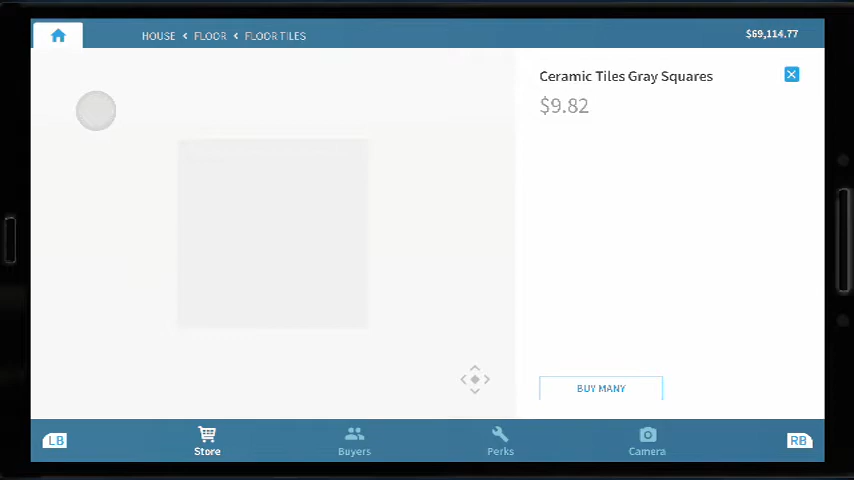 HOUSE < FLOOR < FLOOR TILES
$69,114.77
Ceramic Tiles Gray Squares
$9.82
BUY MANY
LB
Store
Buyers
Perks
Camera
RB